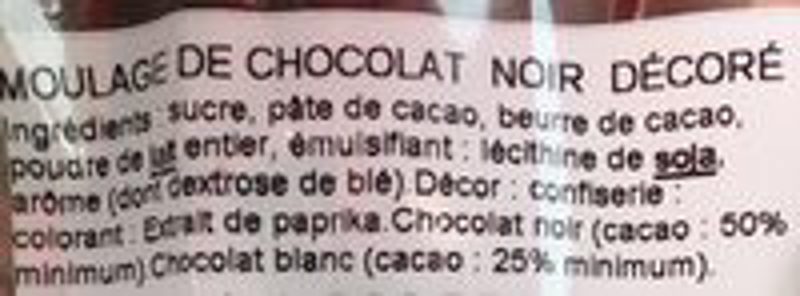 MOULAGE DE CHOCOLAT NOIR DÉCORÉ
Ingrédients : sucre, pâte de cacao, beurre de cacao,
poudre de lait entier, émulsifiant : lécithine de soja,
arôme (dont dextrose de blé). Décor : confiserie :
colorant : Extrait de paprika. Chocolat noir (cacao : 50%
minimum). Chocolat blanc (cacao : 25% minimum).